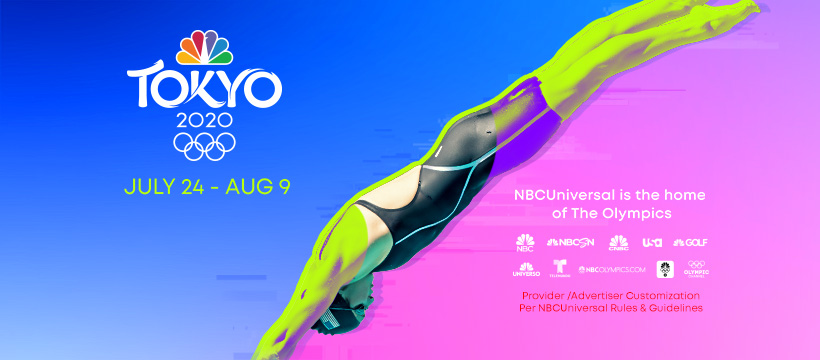 TOKYO
2020
JULY 24 - AUG 9
NBCUniversal is the home
of The Olympics
NBC
NBCSN
CNBC
USA
GOLF
UNIVERSO
TELEMUNDO
NBCOLYMPICS.COM
OLYMPIC
CHANNEL
Provider /Advertiser Customization
Per NBCUniversal Rules & Guidelines